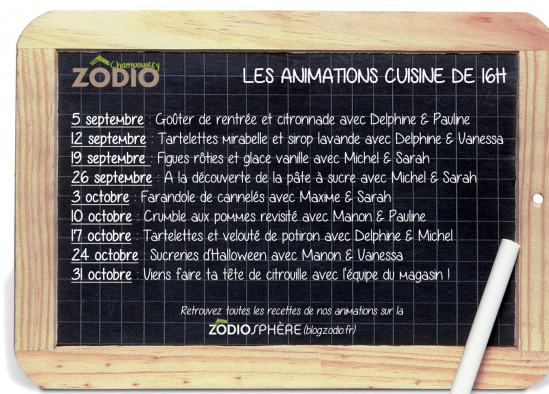 Champousty
ZÔDIO
LES ANIMATIONS CUISINE DE 16H
5 septembre : Goûter de rentrée et citronnade avec Delphine & Pauline
12 septembre : Tartelettes mirabelle et sirop lavande avec Delphine & Vanessa
19 septembre : Figues rôties et glace vanille avec Michel & Sarah
26 septembre : A la découverte de la pâte à sucre avec Michel & Sarah
3 octobre : Farandole de cannelés avec Maxime & Sarah
10 octobre : Crumble aux pommes revisité avec Manon & Pauline
17 octobre : Tartelettes et velouté de potiron avec Delphine & Michel
24 octobre : Sucreries d'Halloween avec Manon & Vanessa
31 octobre : Viens faire ta tête de citrouille avec l'équipe du magasin !
Retrouvez toutes les recettes de nos animations sur la
ZÔDIOSPHÈRE (blog.zodio.fr)